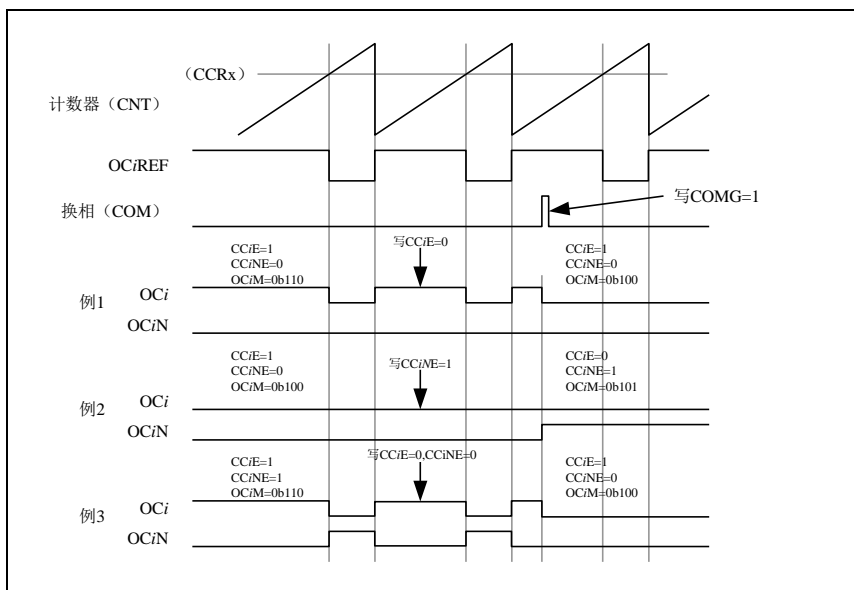 （CCRx）
计数器（CNT）
OCiREF
换相（COM）
写COMG=1
CCiE=1
CCiNE=0
OCiM=0b110
写CCiE=0
CCiE=1
CCiNE=0
OCiM=0b100
例1
OCi
OCiN
CCiE=1
CCiNE=0
OCiM=0b100
写CCiNE=1
CCiE=0
CCiNE=1
OCiM=0b101
例2
OCi
OCiN
CCiE=1
CCiNE=1
OCiM=0b110
写CCiE=0,CCiNE=0
CCiE=1
CCiNE=0
OCiM=0b100
例3
OCi
OCiN